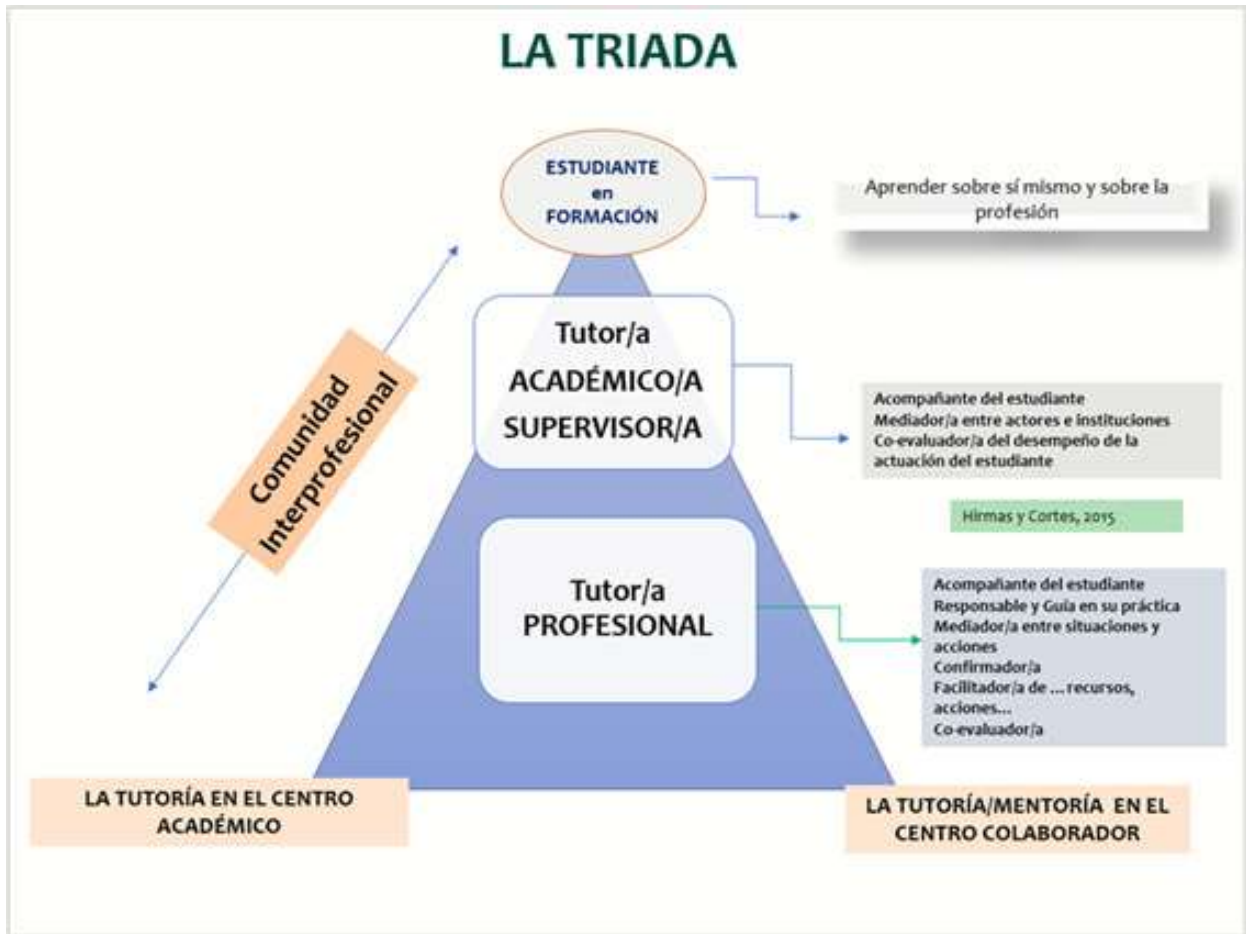 LA TRIADA
ESTUDIANTE
en
FORMACIÓN
Aprender sobre sí mismo y sobre la
profesión
Tutor/a
ACADÉMICO/A
SUPERVISOR/A
Acompañante del estudiante
Mediador/a entre actores e instituciones
Co-evaluador/a del desempeño de la
actuación del estudiante
Comunidad
Interprofesional
Hirmas y Cortes, 2015
Tutor/a
PROFESIONAL
Acompañante del estudiante
Responsable y Guía en su práctica
Mediador/a entre situaciones y
acciones
Confirmador/a
Facilitador/a de ... recursos,
acciones...
Co-evaluador/a
LA TUTORÍA EN EL CENTRO
ACADÉMICO
LA TUTORÍA/MENTORÍA EN EL
CENTRO COLABORADOR